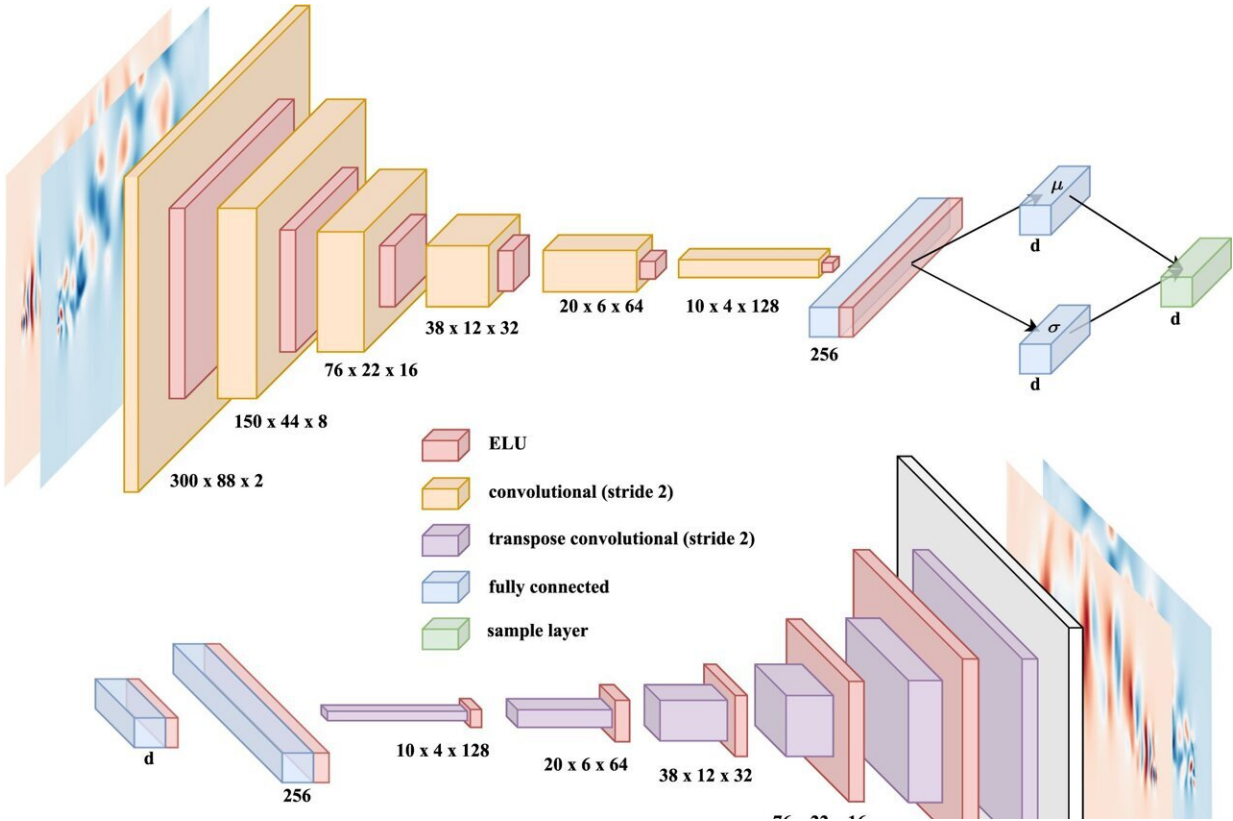 μ
d
σ
d
d
256
10 x 4 x 128
20 x 6 x 64
38 x 12 x 32
76 x 22 x 16
150 x 44 x 8
300 x 88 x 2
ELU
convolutional (stride 2)
transpose convolutional (stride 2)
fully connected
sample layer
d
256
10 x 4 x 128
20 x 6 x 64
38 x 12 x 32